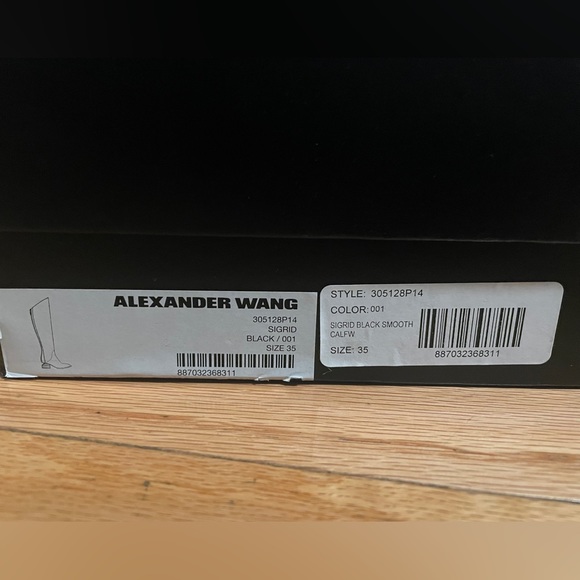 ALEXANDER WANG
305128P14
SIGRID
BLACK / 001
SIZE 35
887032368311
STYLE: 305128P14
COLOR: 001
SIGRID BLACK SMOOTH
CALFW
SIZE: 35
887032368311